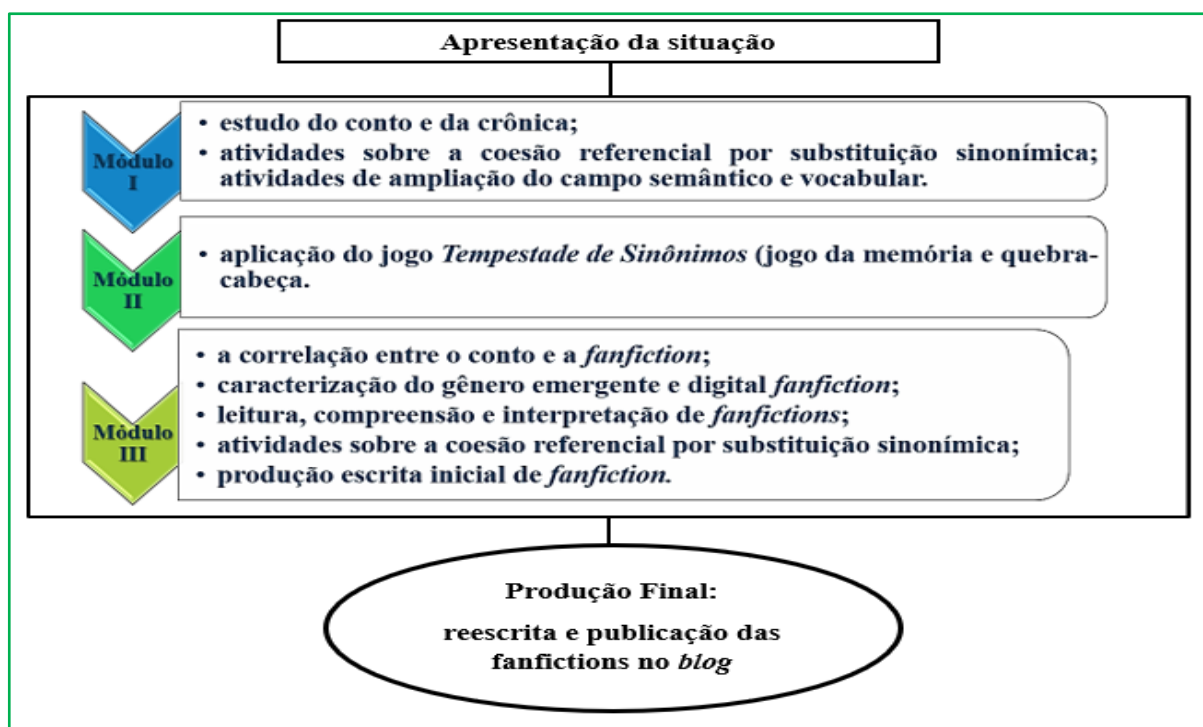 Apresentação da situação
Módulo
I
• estudo do conto e da crônica;
• atividades sobre a coesão referencial por substituição sinonímica;
atividades de ampliação do campo semântico e vocabular.
Módulo
II
• aplicação do jogo Tempestade de Sinônimos (jogo da memória e quebra-
cabeça.
Módulo
III
• a correlação entre o conto e a fanfiction;
• caracterização do gênero emergente e digital fanfiction;
• leitura, compreensão e interpretação de fanfictions;
• atividades sobre a coesão referencial por substituição sinonímica;
• produção escrita inicial de fanfiction.
Produção Final:
reescrita e publicação das
fanfictions no blog